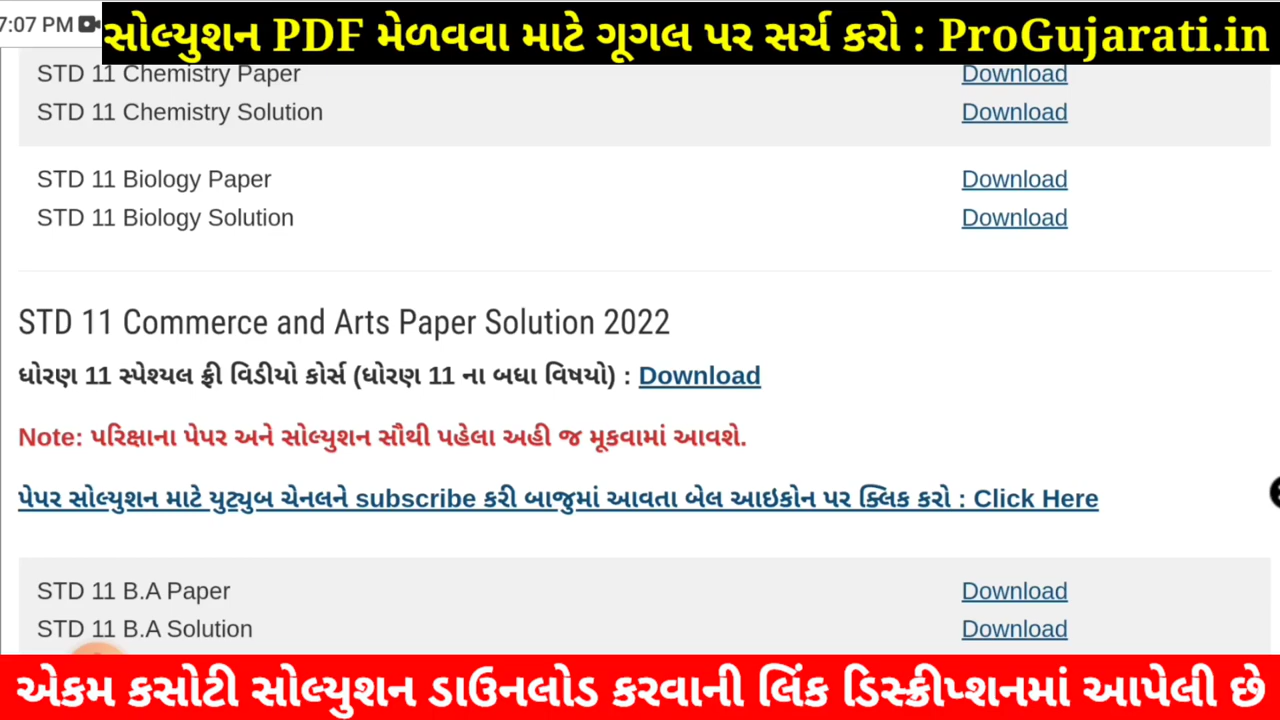 7:07 PM
સોલ્યુશન PDF મેળવવા માટે ગૂગલ પર સર્ચ કરો : ProGujarati.in
STD 11 Chemistry Paper Download
STD 11 Chemistry Solution Download
STD 11 Biology Paper Download
STD 11 Biology Solution Download
STD 11 Commerce and Arts Paper Solution 2022
ધોરણ 11 સ્પેશ્યલ ફ્રી વિડીયો કોર્સ (ધોરણ 11 ના બધા વિષયો) : Download
Note: પરિક્ષાના પેપર અને સોલ્યુશન સૌથી પહેલા અહી જ મૂકવામાં આવશે.
પેપર સોલ્યુશન માટે યુટ્યુબ ચેનલને subscribe કરી બાજુમાં આવતા બેલ આઇકોન પર ક્લિક કરો : Click Here
STD 11 B.A Paper Download
STD 11 B.A Solution Download
એકમ કસોટી સોલ્યુશન ડાઉનલોડ કરવાની લિંક ડિસ્ક્રીપ્શનમાં આપેલી છે